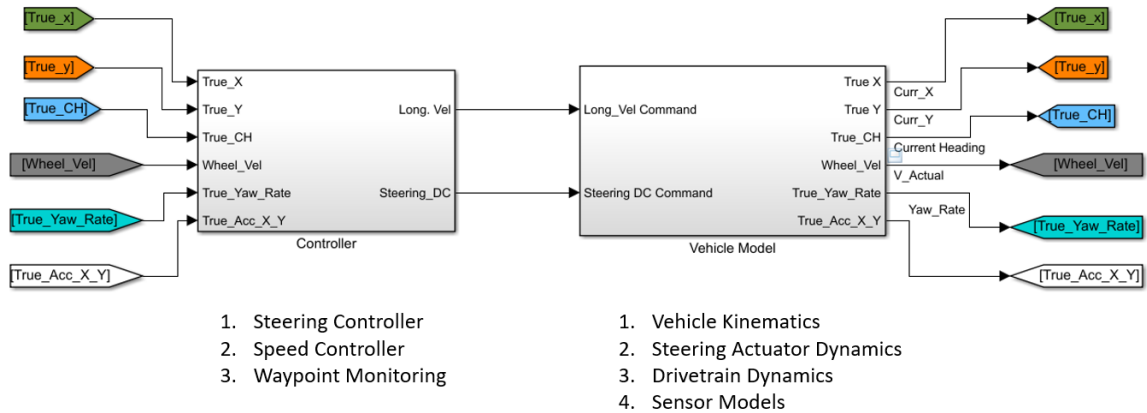 [True_x]
[True_y]
[True_CH]
[Wheel_Vel]
[True_Yaw_Rate]
[True_Acc_X_Y]
True_X
True_Y
True_CH
Wheel_Vel
True_Yaw_Rate
True_Acc_X_Y
Long. Vel
Steering_DC
Controller
Long_Vel Command
Steering DC Command
True X
True Y
True_CH
Wheel_Vel
True_Yaw_Rate
True_Acc_X_Y
Vehicle Model
Curr_X
Curr_Y
Current Heading
V_Actual
Yaw_Rate
[True_x]
[True_y]
[True_CH]
[Wheel_Vel]
[True_Yaw_Rate]
[True_Acc_X_Y]
1. Steering Controller
2. Speed Controller
3. Waypoint Monitoring
1. Vehicle Kinematics
2. Steering Actuator Dynamics
3. Drivetrain Dynamics
4. Sensor Models